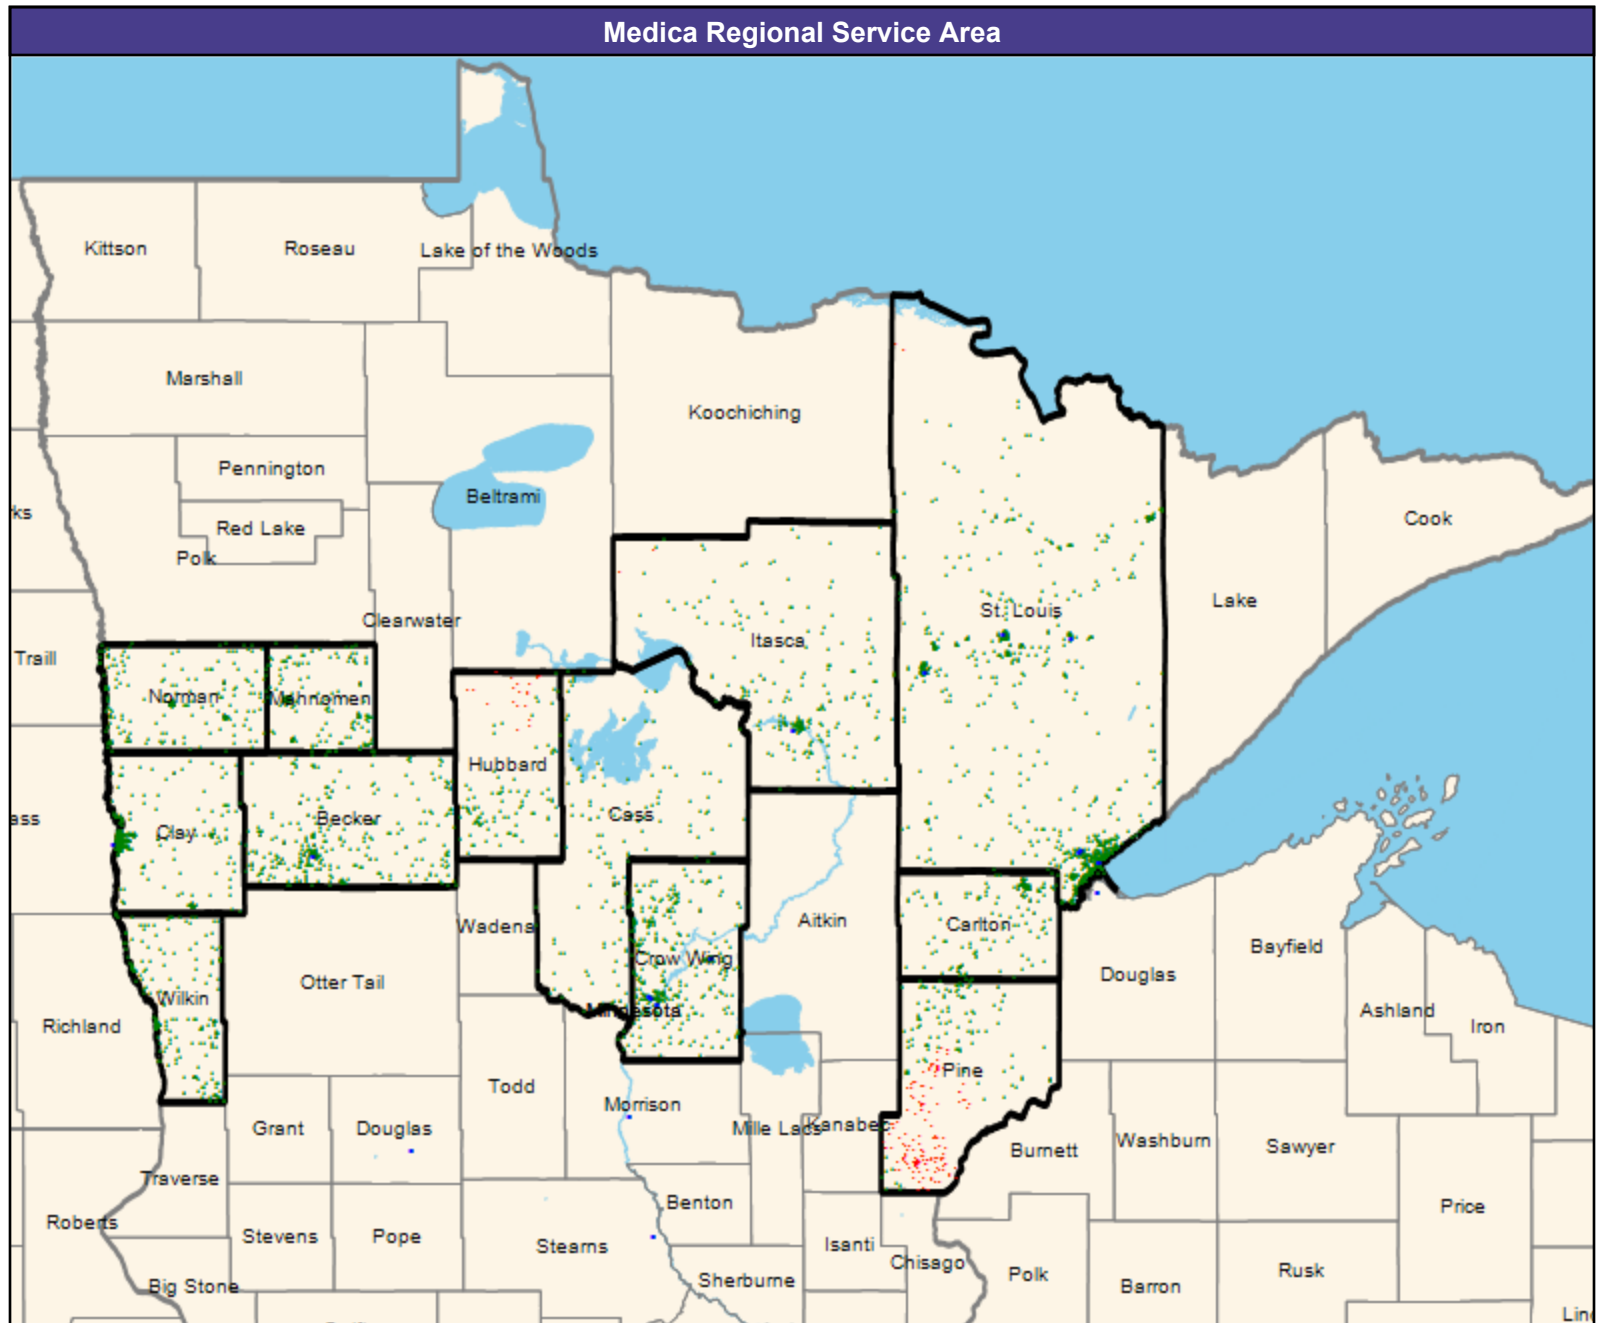 Medica Regional Service Area
Kittson
Roseau
Lake of the Woods
Marshall
Koochiching
Pennington
Beltrami
ks
Red Lake
Cook
Polk
St. Louis
Lake
Clearwater
Itasca
Traill
Norman
Mahnomen
Hubbard
Cass
ass
Clay
Becker
Wadena
Aitkin
Carlton
Crow Wing
Bayfield
Otter Tail
Douglas
Wilkin
Minnesota
Richland
Ashland
Iron
Pine
Todd
Morrison
Grant
Douglas
Mille Lacs
Kanabec
Burnett
Washburn
Sawyer
Traverse
Benton
Price
Roberts
Stevens
Pope
Stearns
Isanti
Chisago
Big Stone
Sherburne
Polk
Barron
Rusk
Lin